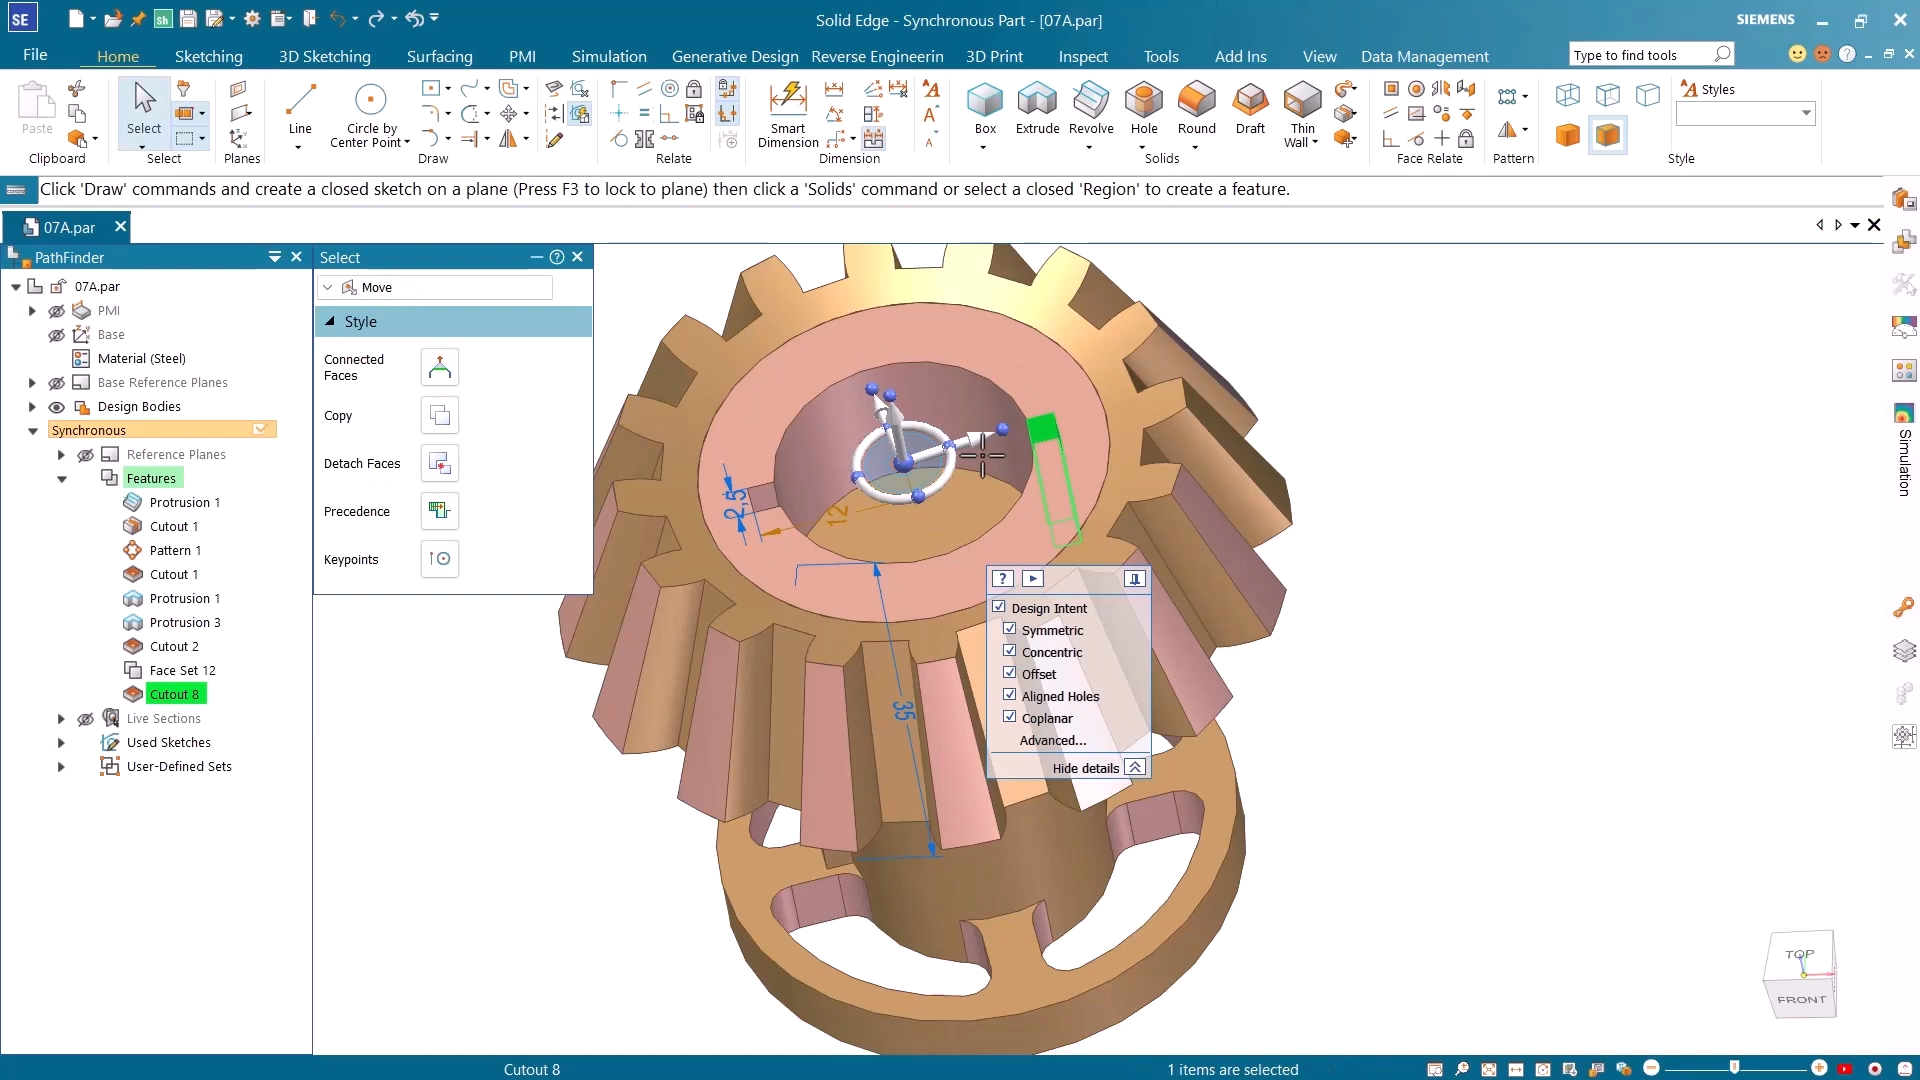 SE
Sh
Solid Edge - Synchronous Part - [07A.par]
SIEMENS
File
Home
Sketching
3D Sketching
Surfacing
PMI
Simulation
Generative Design
Reverse Engineerin
3D Print
Inspect
Tools
Add Ins
View
Data Management
Type to find tools
Paste
Clipboard
Select
Select
Planes
Line
Circle by
Center Point
Draw
Relate
Smart
Dimension
Dimension
Box
Extrude
Revolve
Hole
Round
Draft
Thin
Wall
Solids
Face Relate
Pattern
Styles
Style
Click 'Draw' commands and create a closed sketch on a plane (Press F3 to lock to plane) then click a 'Solids' command or select a closed 'Region' to create a feature.
07A.par
PathFinder
07A.par
PMI
Base
Material (Steel)
Base Reference Planes
Design Bodies
Synchronous
Reference Planes
Features
Protrusion 1
Cutout 1
Pattern 1
Cutout 1
Protrusion 1
Protrusion 3
Cutout 2
Face Set 12
Cutout 8
Live Sections
Used Sketches
User-Defined Sets
Select
Move
Style
Connected
Faces
Copy
Detach Faces
Precedence
Keypoints
2,5
12
35
?
Design Intent
Symmetric
Concentric
Offset
Aligned Holes
Coplanar
Advanced...
Hide details
Simulation
TOP
FRONT
Cutout 8
1 items are selected